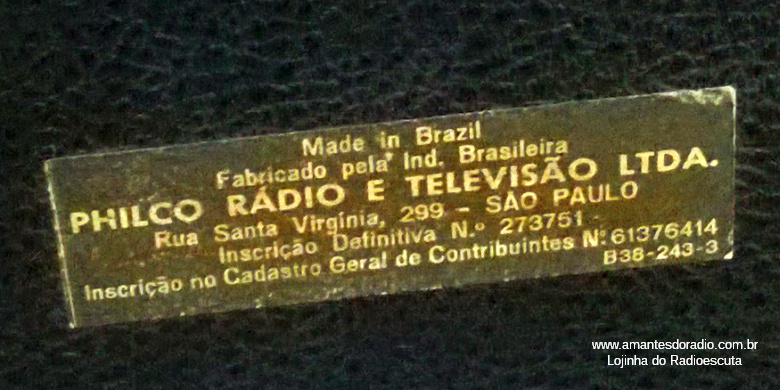 Made in Brazil
Fabricado pela Ind. Brasileira
PHILCO RÁDIO E TELEVISÃO LTDA.
Rua Santa Virgínia, 299 - SÃO PAULO
Inscrição Definitiva N.º 273751
Inscrição no Cadastro Geral de Contribuintes Nº 61376414
B38-243-3
www.amantesdoradio.com.br
Lojinha do Radioescuta